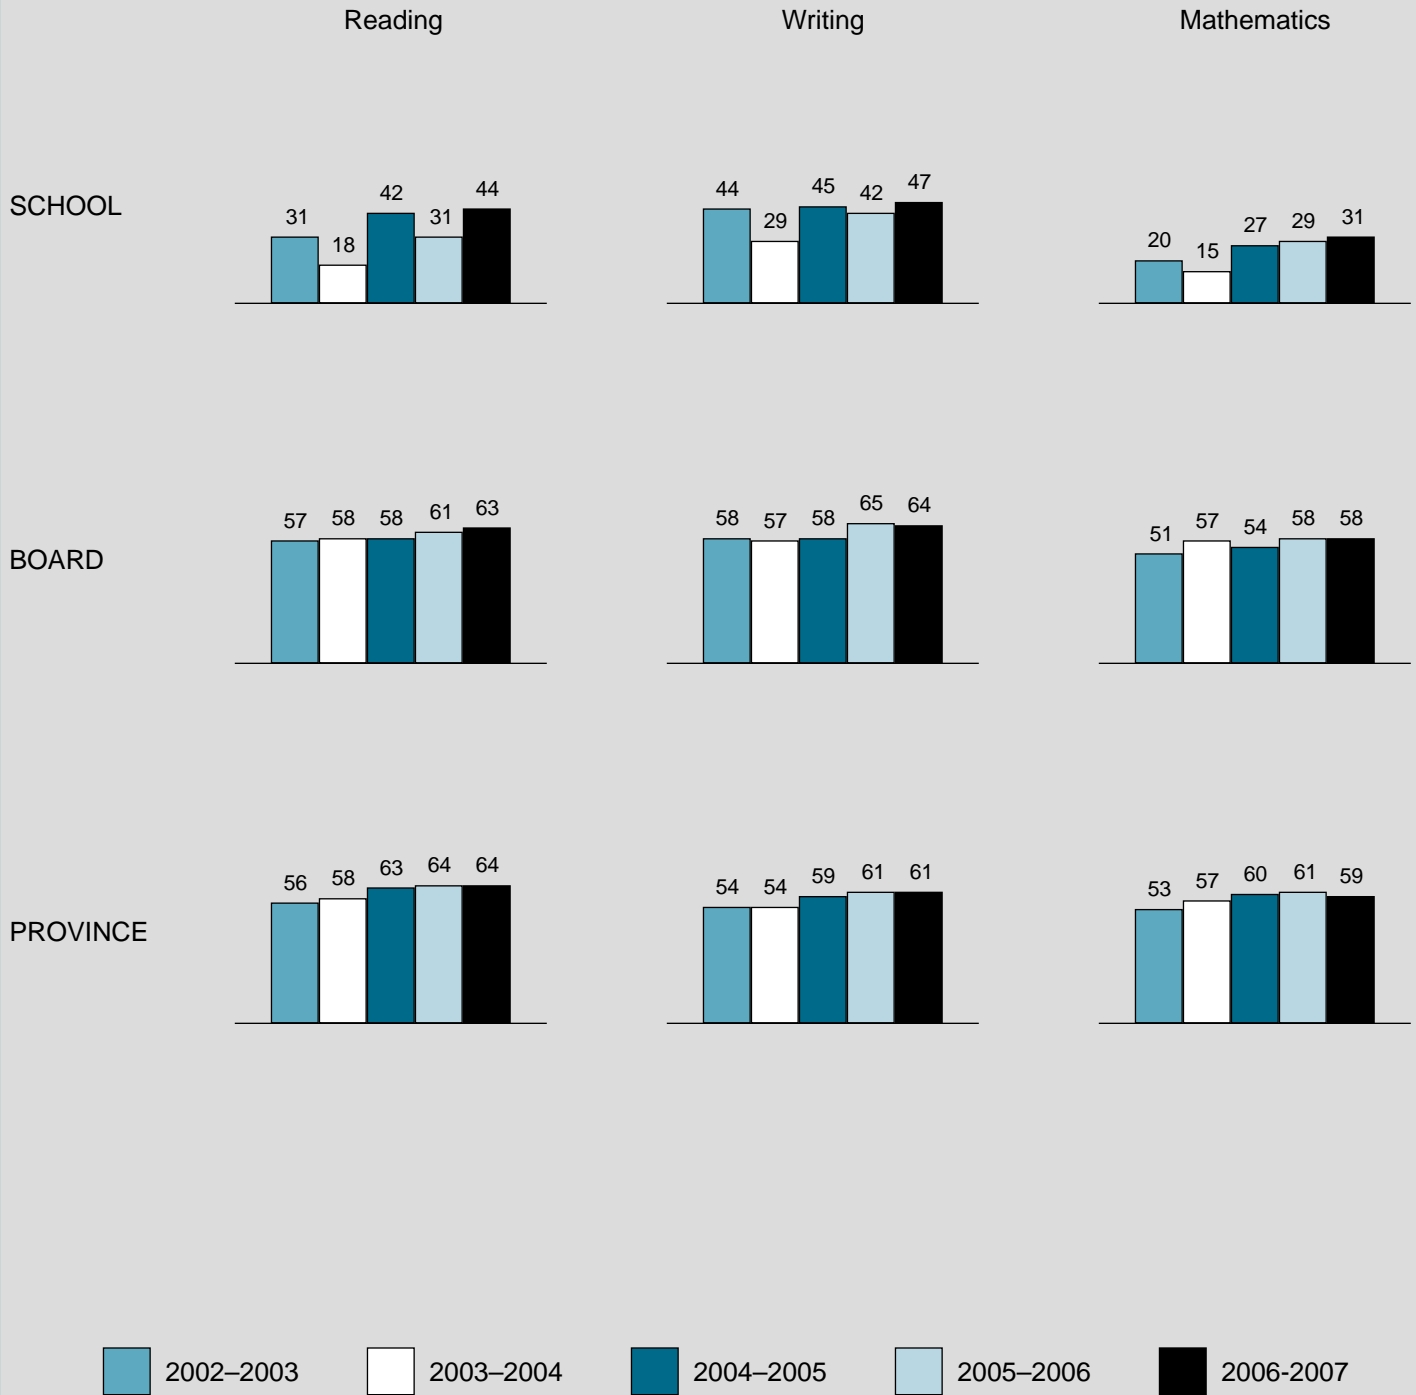 Reading Writing Mathematics
SCHOOL
31 18 42 31 44
44 29 45 42 47
20 15 27 29 31
BOARD
57 58 58 61 63
58 57 58 65 64
51 57 54 58 58
PROVINCE
56 58 63 64 64
54 54 59 61 61
53 57 60 61 59
2002–2003 2003–2004 2004–2005 2005–2006 2006-2007